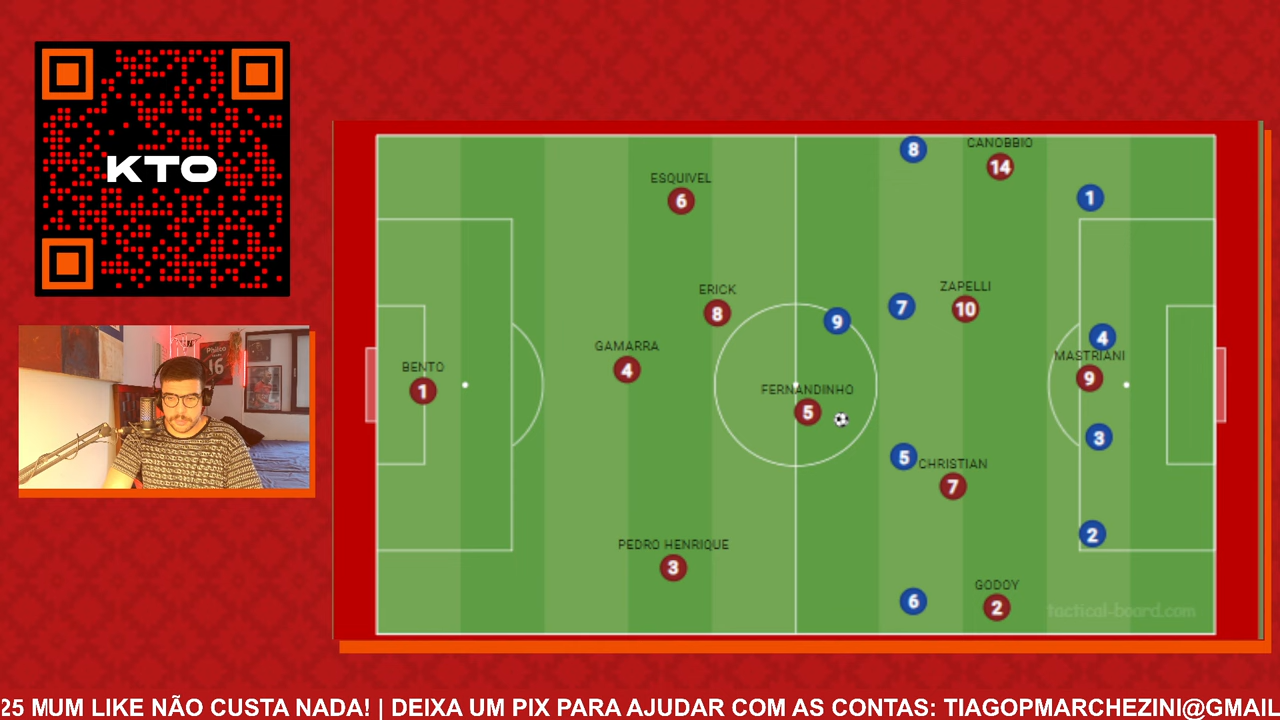 KTO
Philco
16
CANOBBIO
8
14
ESQUIVEL
6
1
ERICK
8
ZAPELLI
7
10
9
GAMARRA
4
4
MASTRIANI
9
BENTO
1
FERNANDINHO
5
3
5
CHRISTIAN
7
2
PEDRO HENRIQUE
3
GODOY
6
2
tactical-board.com
25 MUM LIKE NÃO CUSTA NADA! | DEIXA UM PIX PARA AJUDAR COM AS CONTAS: TIAGOPMARCHEZINI@GMAIL